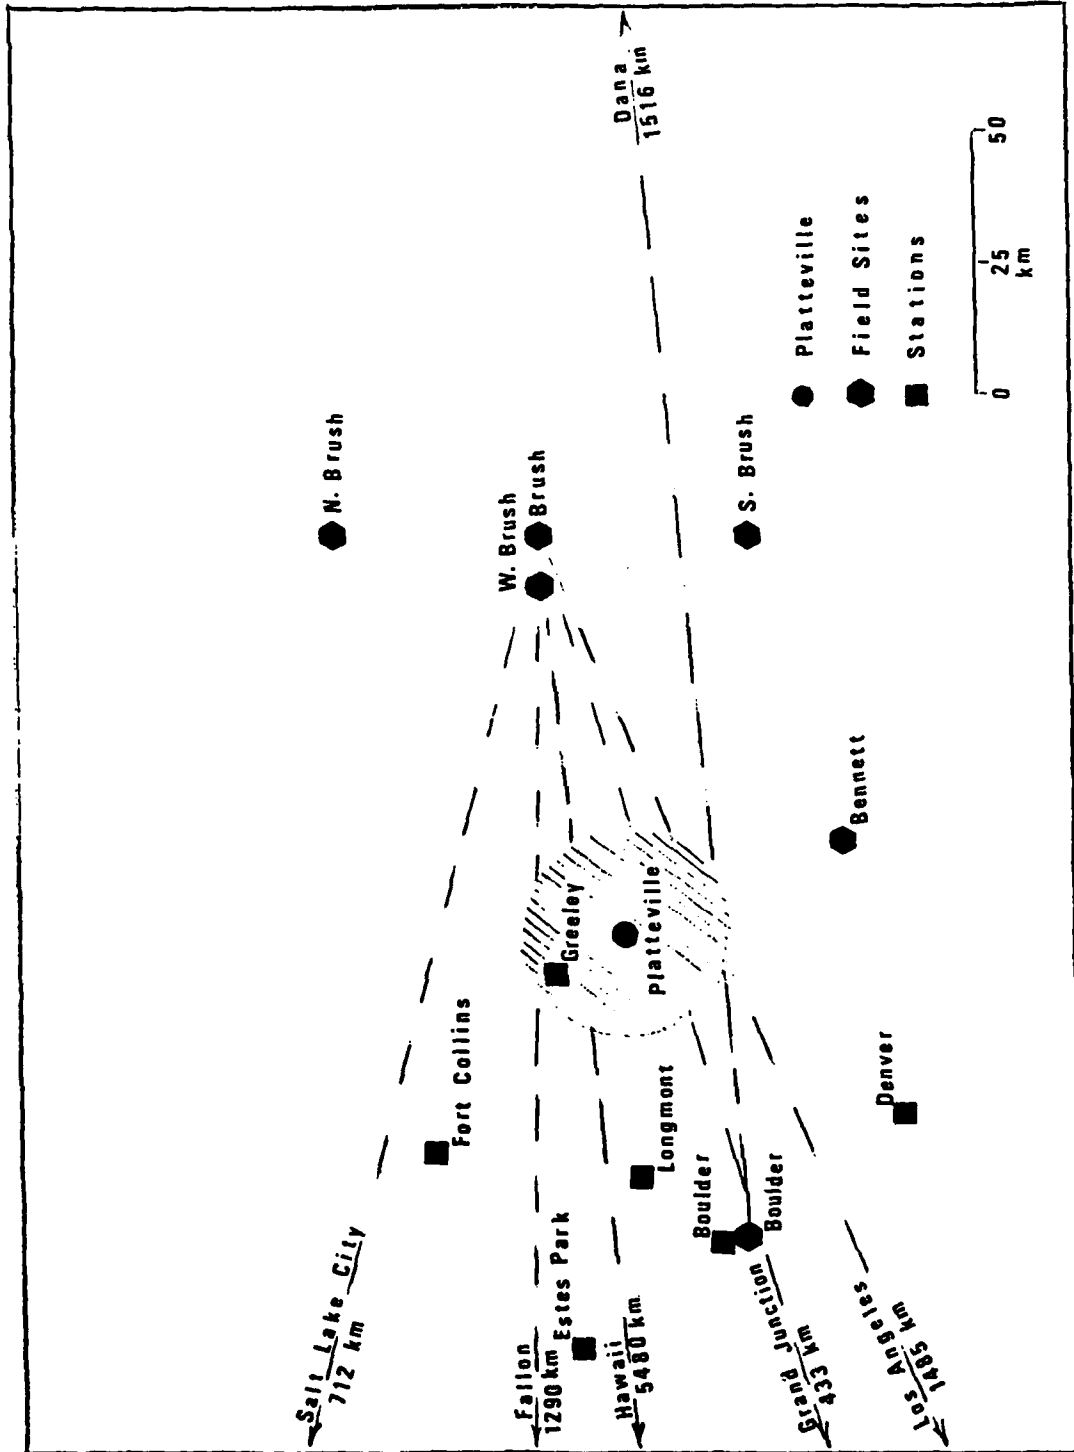 Salt Lake City
712 km
Fort Collins
N. Brush
Fallon
1290 km
Estes Park
Greeley
W. Brush
Brush
Hawaii
5480 km
Longmont
Platteville
Dana
1516 km
Boulder
Boulder
S. Brush
Grand Junction
433 km
Bennett
Los Angeles
1485 km
Denver
Platteville
Field Sites
Stations
0 25 50
km